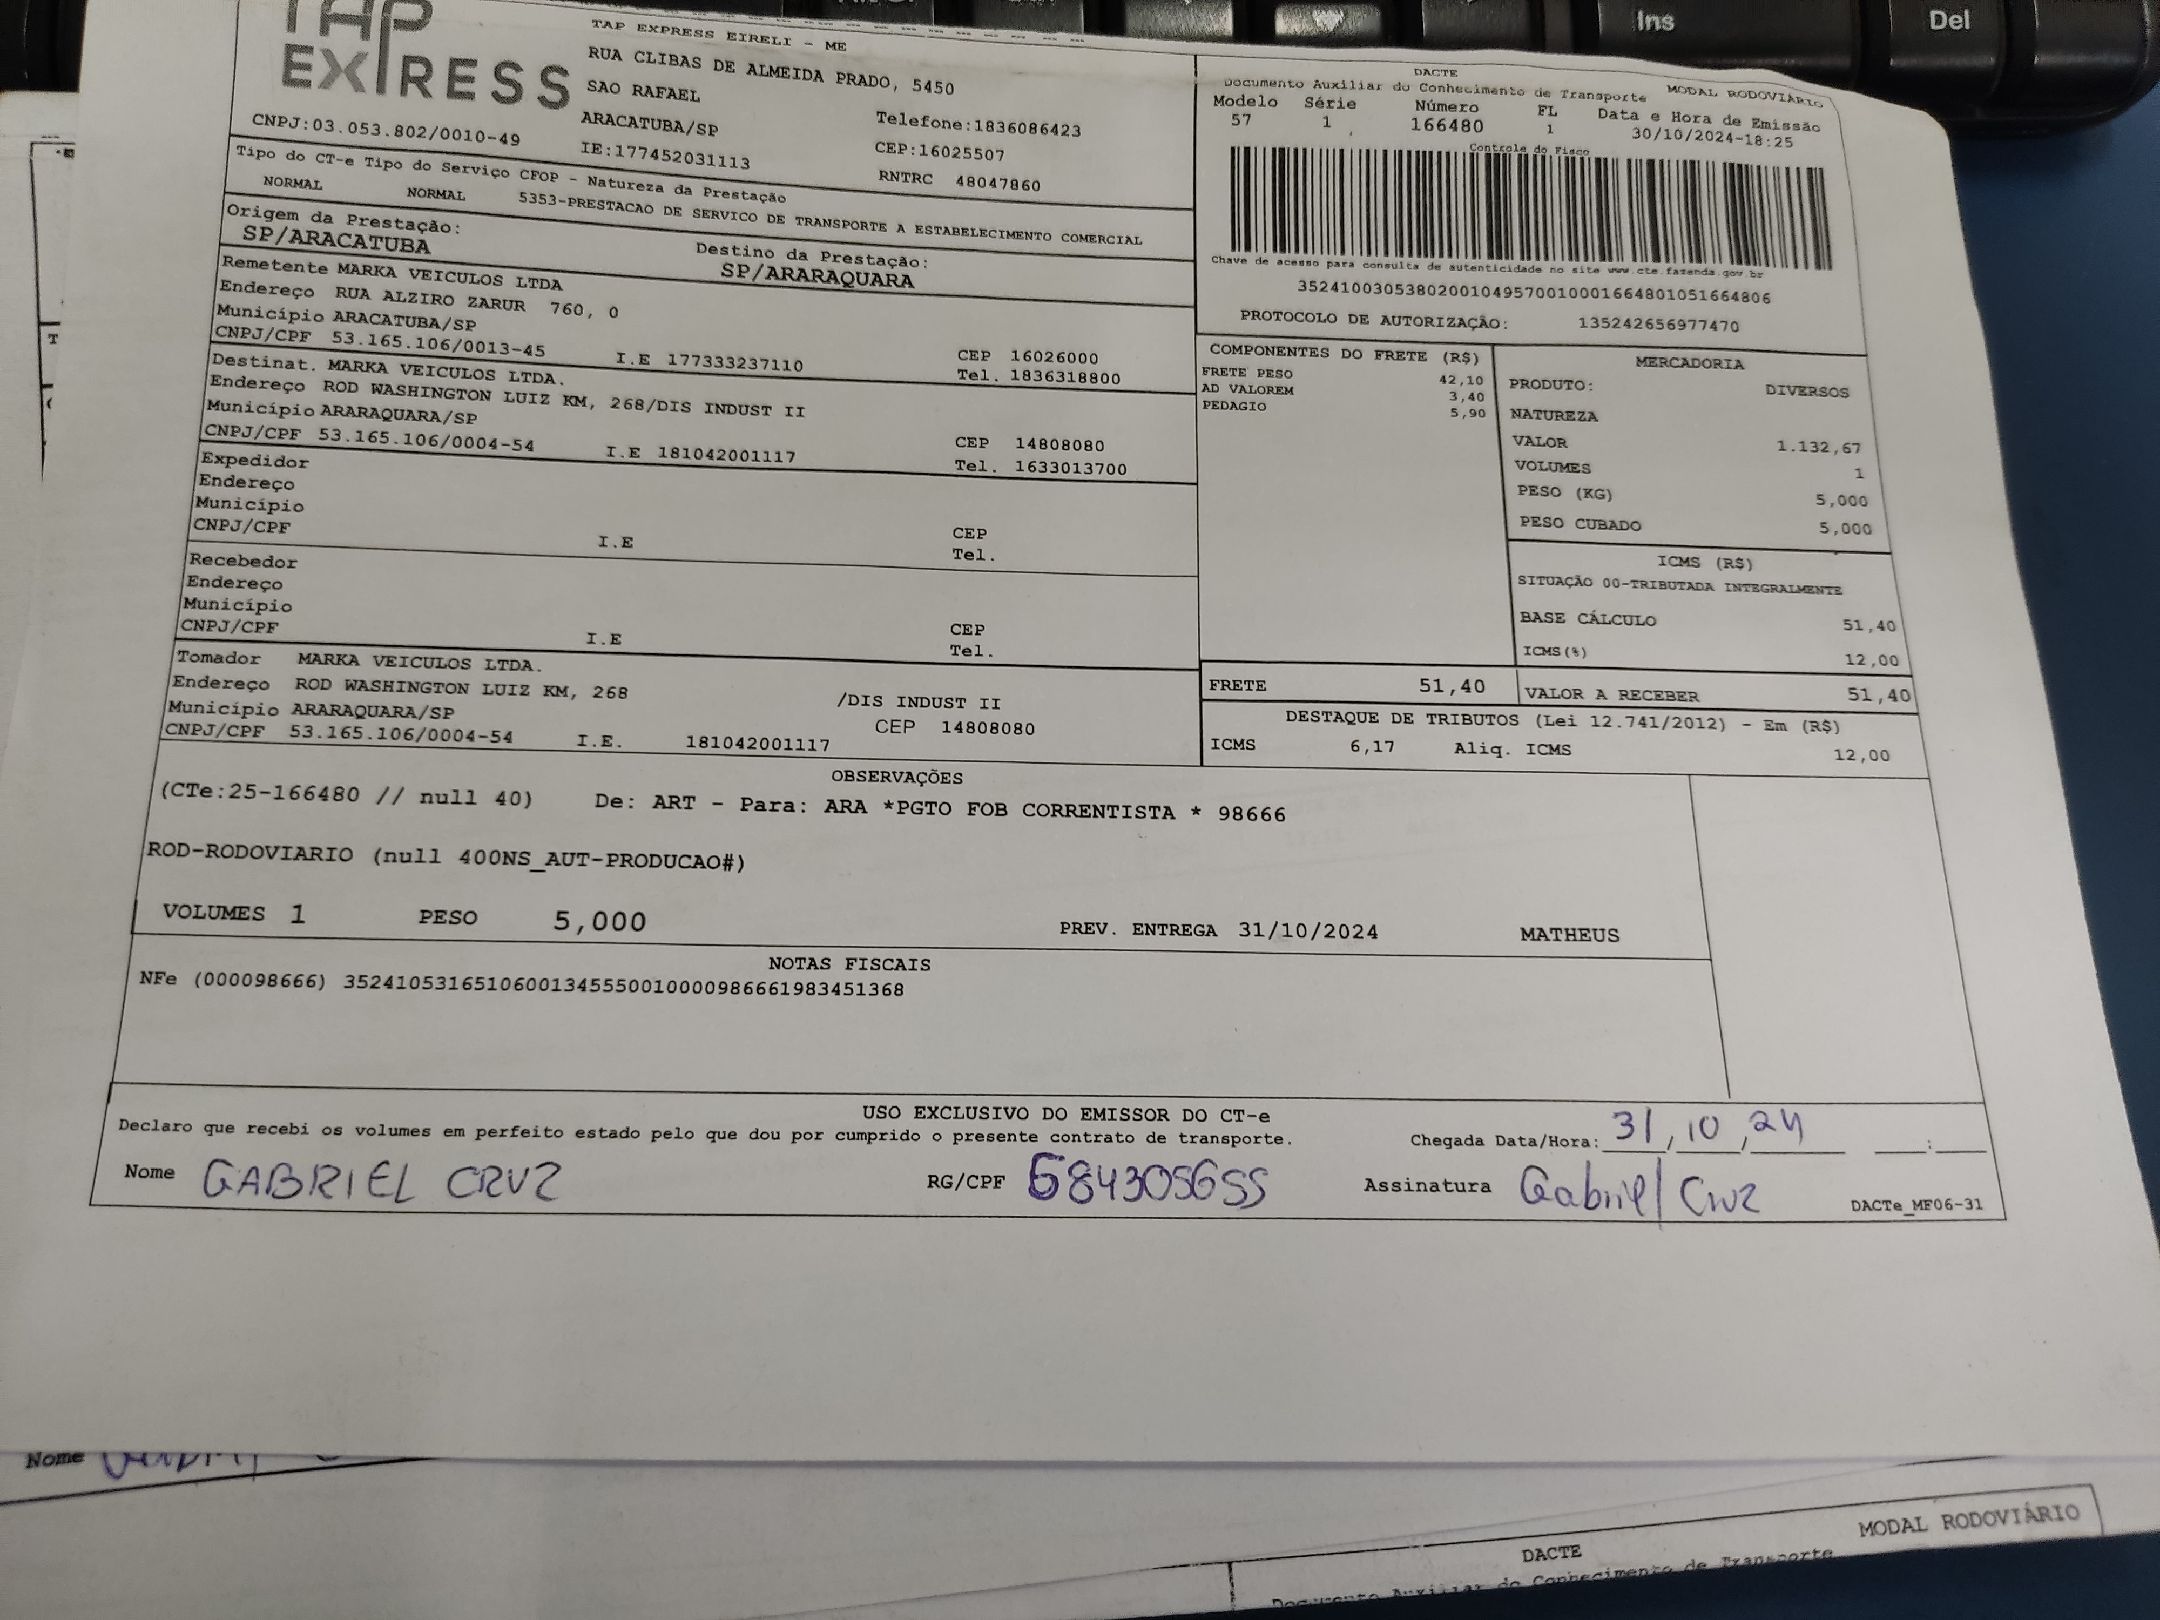 Ins
Del
TAP
EXPRESS
TAP EXPRESS EIRELI - ME
RUA CLIBAS DE ALMEIDA PRADO, 5450
SAO RAFAEL
ARACATUBA/SP
Telefone:1836086423
CNPJ:03.053.802/0010-49
IE:177452031113
CEP:16025507
RNTRC 48047860
DACTE
Documento Auxiliar do Conhecimento de Transporte
MODAL RODOVIÁRIO
Modelo Série Número FL Data e Hora de Emissão
57 1 166480 1 30/10/2024-18:25
Controle do Fisco
Chave de acesso para consulta de autenticidade no site www.cte.fazenda.gov.br
35241003053802001049570010001664801051664806
PROTOCOLO DE AUTORIZAÇÃO: 135242656977470
Tipo do CT-e Tipo do Serviço CFOP - Natureza da Prestação
NORMAL NORMAL 5353-PRESTACAO DE SERVICO DE TRANSPORTE A ESTABELECIMENTO COMERCIAL
Origem da Prestação: Destino da Prestação:
SP/ARACATUBA SP/ARARAQUARA
Remetente MARKA VEICULOS LTDA
Endereço RUA ALZIRO ZARUR 760, 0
Município ARACATUBA/SP CEP 16026000
CNPJ/CPF 53.165.106/0013-45 I.E 177333237110 Tel. 1836318800
Destinat. MARKA VEICULOS LTDA.
Endereço ROD WASHINGTON LUIZ KM, 268/DIS INDUST II
Município ARARAQUARA/SP CEP 14808080
CNPJ/CPF 53.165.106/0004-54 I.E 181042001117 Tel. 1633013700
Expedidor
Endereço
Município CEP
CNPJ/CPF I.E Tel.
Recebedor
Endereço
Município CEP
CNPJ/CPF I.E Tel.
Tomador MARKA VEICULOS LTDA.
Endereço ROD WASHINGTON LUIZ KM, 268 /DIS INDUST II
Município ARARAQUARA/SP CEP 14808080
CNPJ/CPF 53.165.106/0004-54 I.E. 181042001117
COMPONENTES DO FRETE (R$)
FRETE PESO 42,10
AD VALOREM 3,40
PEDAGIO 5,90
MERCADORIA
PRODUTO: DIVERSOS
NATUREZA
VALOR 1.132,67
VOLUMES 1
PESO (KG) 5,000
PESO CUBADO 5,000
ICMS (R$)
SITUAÇÃO 00-TRIBUTADA INTEGRALMENTE
BASE CÁLCULO 51,40
ICMS(%) 12,00
FRETE 51,40 VALOR A RECEBER 51,40
DESTAQUE DE TRIBUTOS (Lei 12.741/2012) - Em (R$)
ICMS 6,17 Aliq. ICMS 12,00
OBSERVAÇÕES
(CTe:25-166480 // null 40) De: ART - Para: ARA *PGTO FOB CORRENTISTA * 98666
ROD-RODOVIARIO (null 400NS_AUT-PRODUCAO#)
VOLUMES 1 PESO 5,000 PREV. ENTREGA 31/10/2024 MATHEUS
NOTAS FISCAIS
NFe (000098666) 35241053165106001345550010000986661983451368
USO EXCLUSIVO DO EMISSOR DO CT-e
Declaro que recebi os volumes em perfeito estado pelo que dou por cumprido o presente contrato de transporte. Chegada Data/Hora: 31/10/24 :
Nome GABRIEL CRUZ RG/CPF 684305655 Assinatura Gabriel Cruz
DACTe_MF06-31
Nome
MODAL RODOVIÁRIO
DACTE
Documento Auxiliar do Conhecimento de Transporte